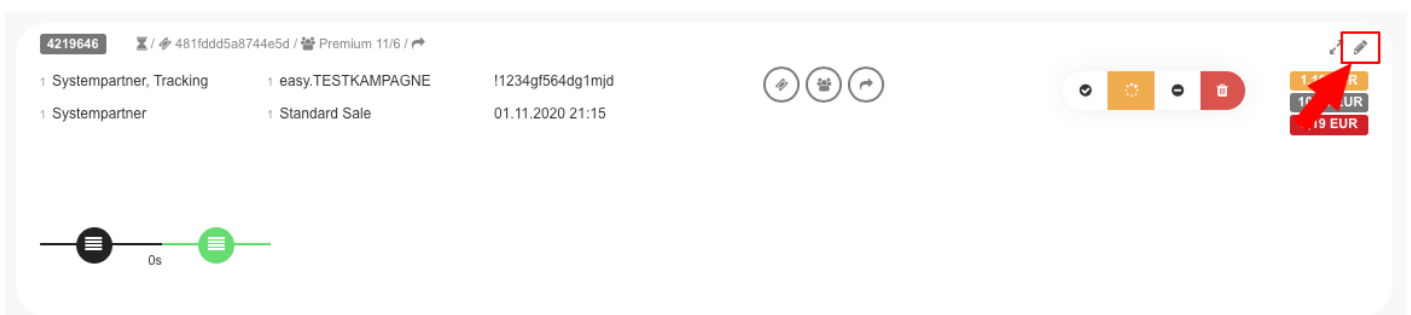 4219646 / 481fddd5a8744e5d / Premium 11/6 /
1 Systempartner, Tracking 1 easy.TESTKAMPAGNE !1234gf564dg1mjd
1 Systempartner 1 Standard Sale 01.11.2020 21:15
EUR
0s